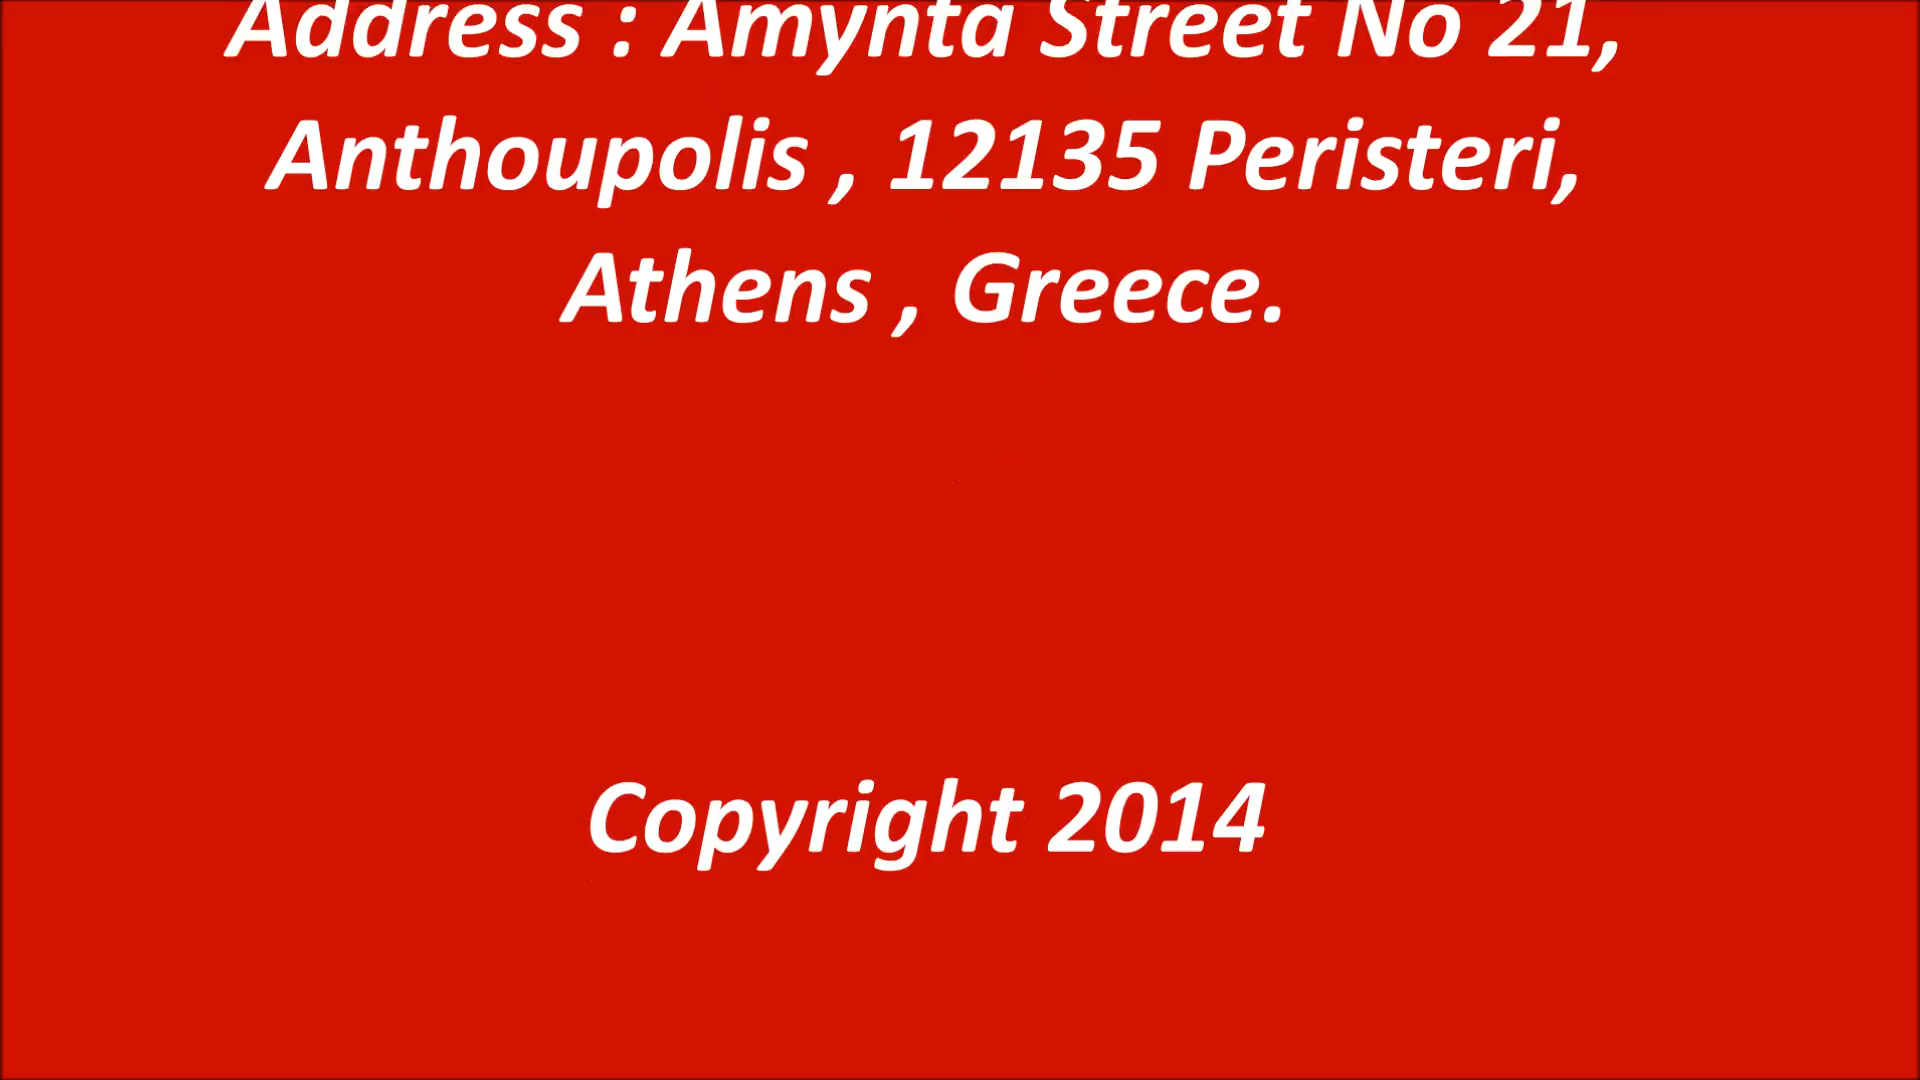 Address : Amynta Street No 21,
Anthoupolis , 12135 Peristeri,
Athens , Greece.
Copyright 2014